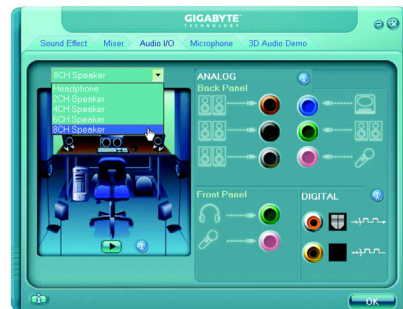 GIGABYTE
TECHNOLOGY
Sound Effect Mixer Audio I/O Microphone 3D Audio Demo
8CH Speaker
Headphone
2CH Speaker
4CH Speaker
6CH Speaker
8CH Speaker
ANALOG
Back Panel
Front Panel
DIGITAL
OK